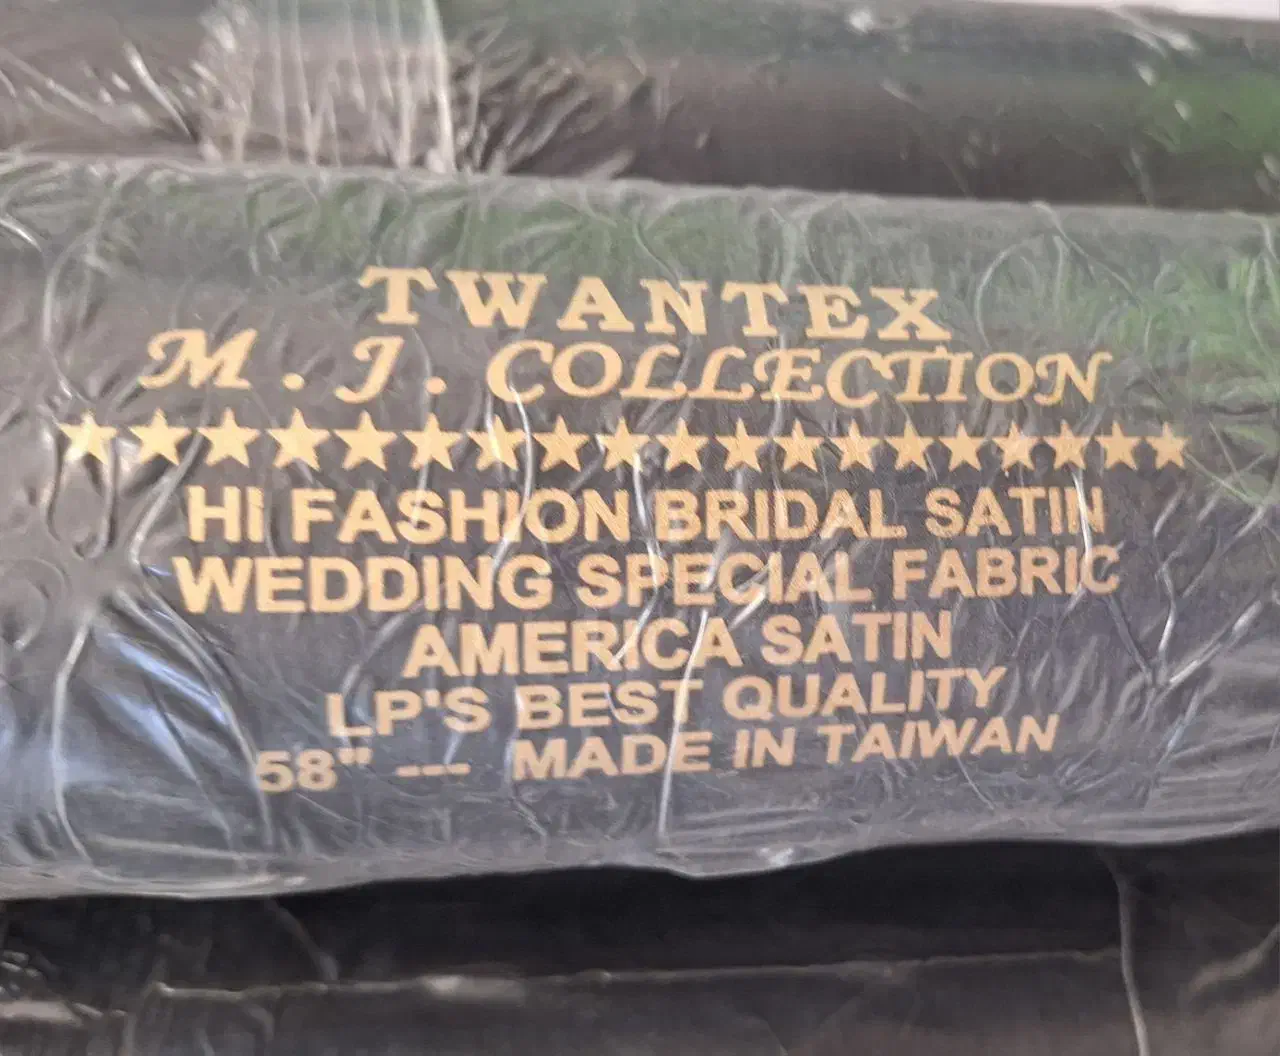 TWANTEX
M. J. COLLECTION
★★★★★★★★★★★★★★★★★★★
HI FASHION BRIDAL SATIN
WEDDING SPECIAL FABRIC
AMERICA SATIN
LP'S BEST QUALITY
58" --- MADE IN TAIWAN